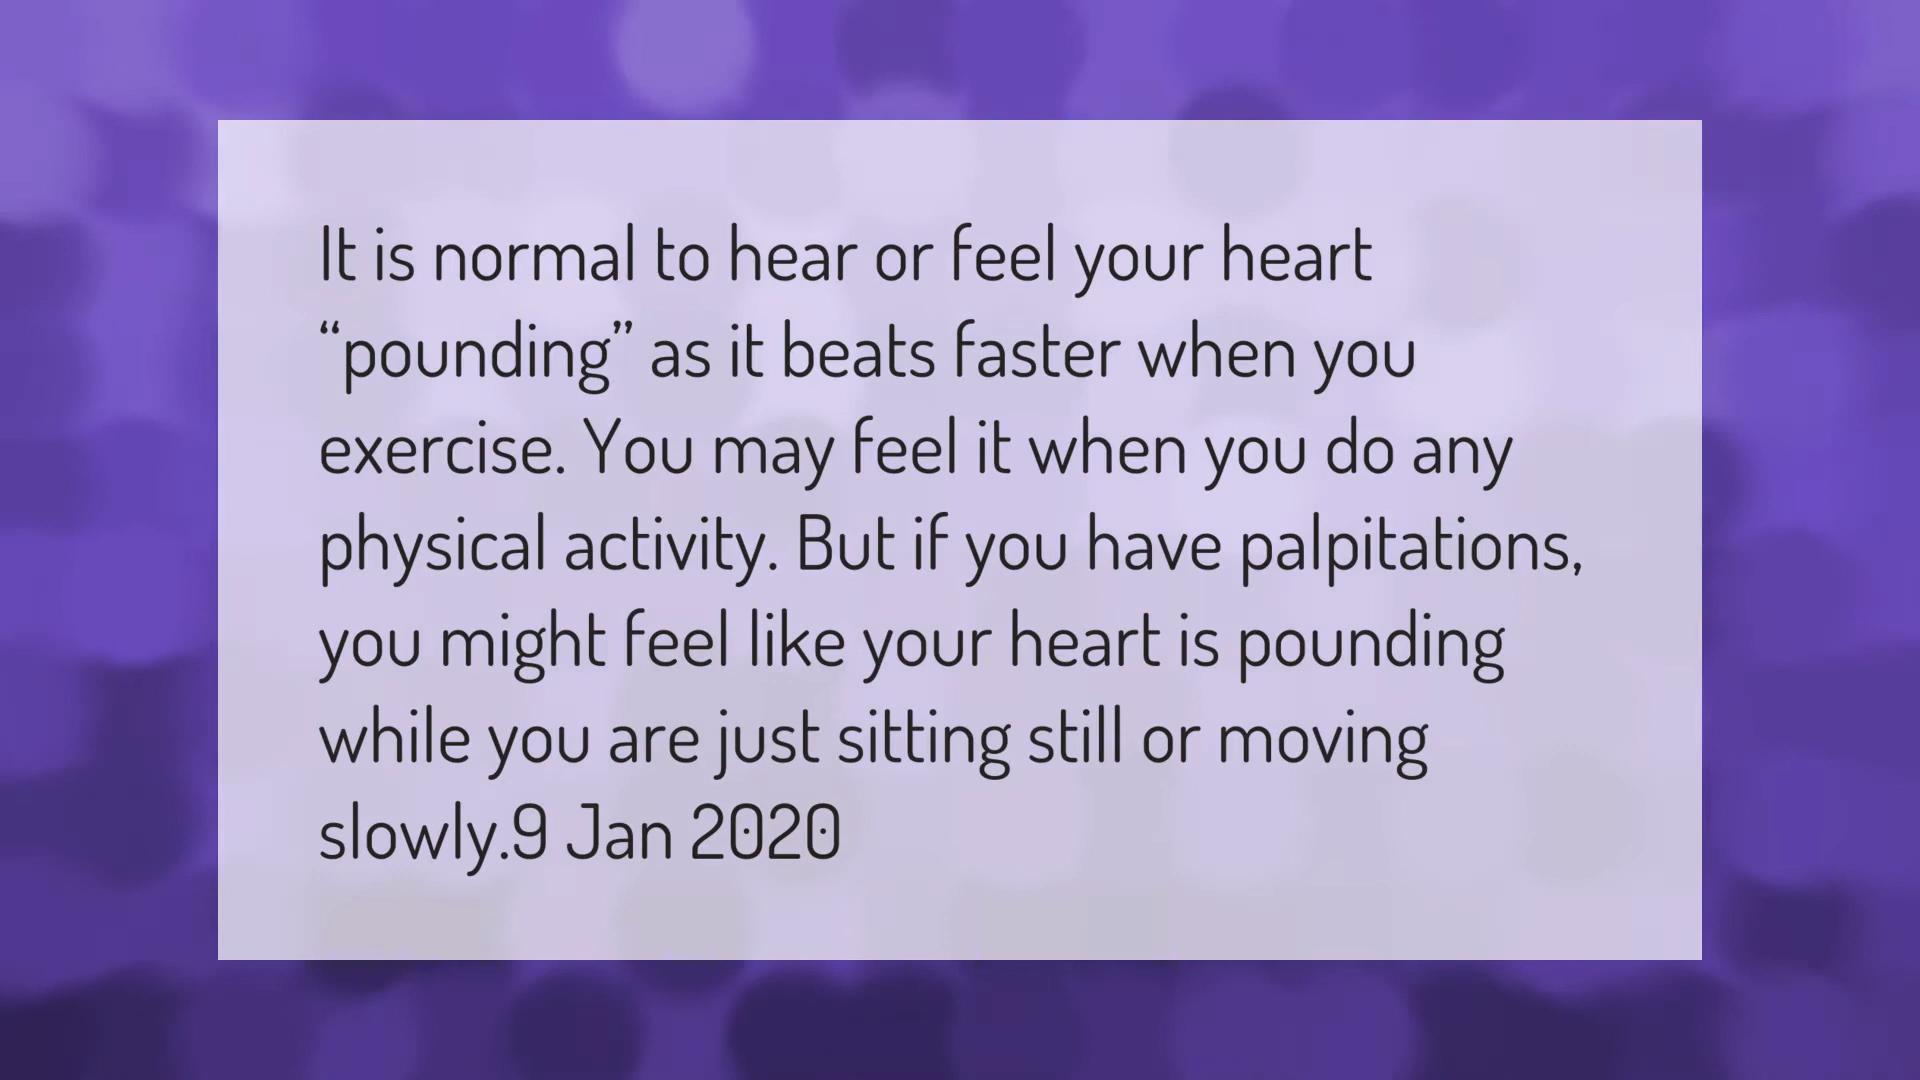 It is normal to hear or feel your heart
“pounding” as it beats faster when you
exercise. You may feel it when you do any
physical activity. But if you have palpitations,
you might feel like your heart is pounding
while you are just sitting still or moving
slowly.9 Jan 2020